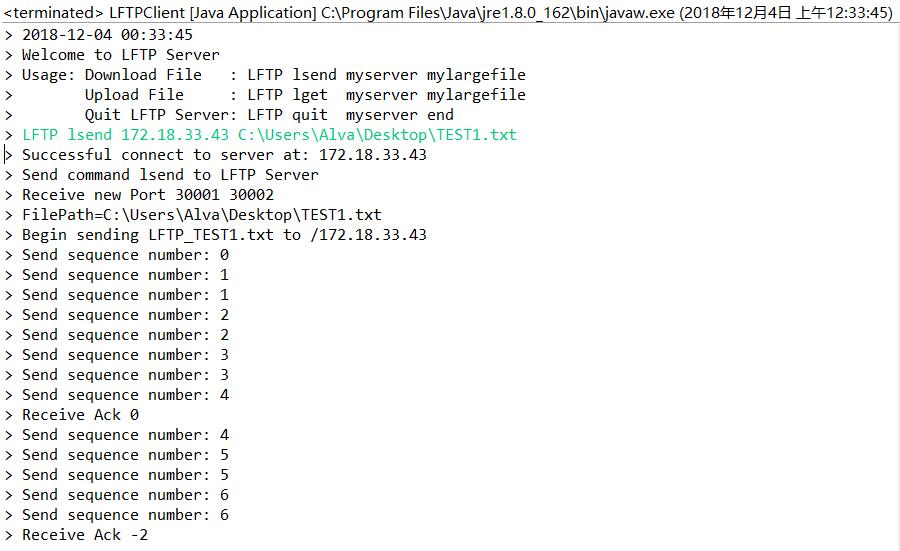 <terminated> LFTPClient [Java Application] C:\Program Files\Java\jre1.8.0_162\bin\javaw.exe (2018年12月4日 上午12:33:45)
> 2018-12-04 00:33:45
> Welcome to LFTP Server
> Usage: Download File   : LFTP lsend myserver mylargefile
>        Upload File     : LFTP lget  myserver mylargefile
>        Quit LFTP Server: LFTP quit  myserver end
> LFTP lsend 172.18.33.43 C:\Users\Alva\Desktop\TEST1.txt
> Successful connect to server at: 172.18.33.43
> Send command lsend to LFTP Server
> Receive new Port 30001 30002
> FilePath=C:\Users\Alva\Desktop\TEST1.txt
> Begin sending LFTP_TEST1.txt to /172.18.33.43
> Send sequence number: 0
> Send sequence number: 1
> Send sequence number: 1
> Send sequence number: 2
> Send sequence number: 2
> Send sequence number: 3
> Send sequence number: 3
> Send sequence number: 4
> Receive Ack 0
> Send sequence number: 4
> Send sequence number: 5
> Send sequence number: 5
> Send sequence number: 6
> Send sequence number: 6
> Receive Ack -2